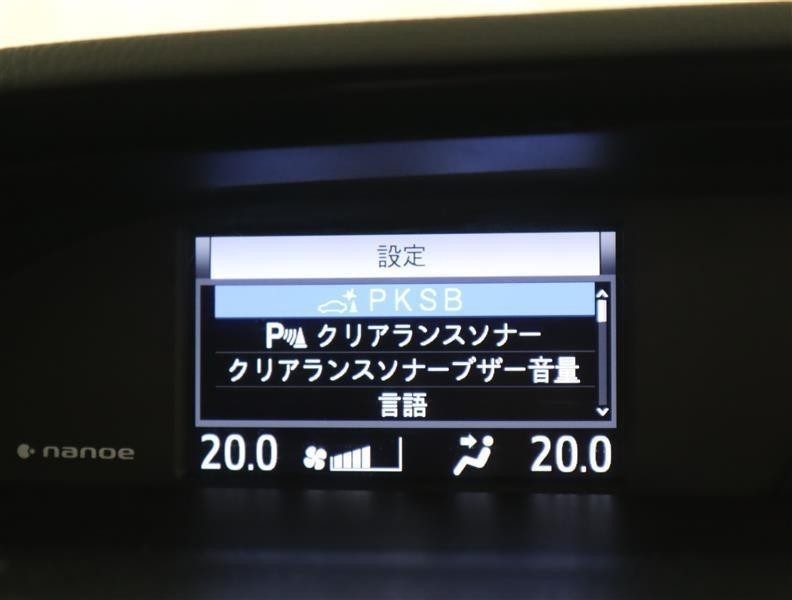 設定
PKSB
P クリアランスソナー
クリアランスソナーブザー音量
言語
20.0 20.0
nanoe